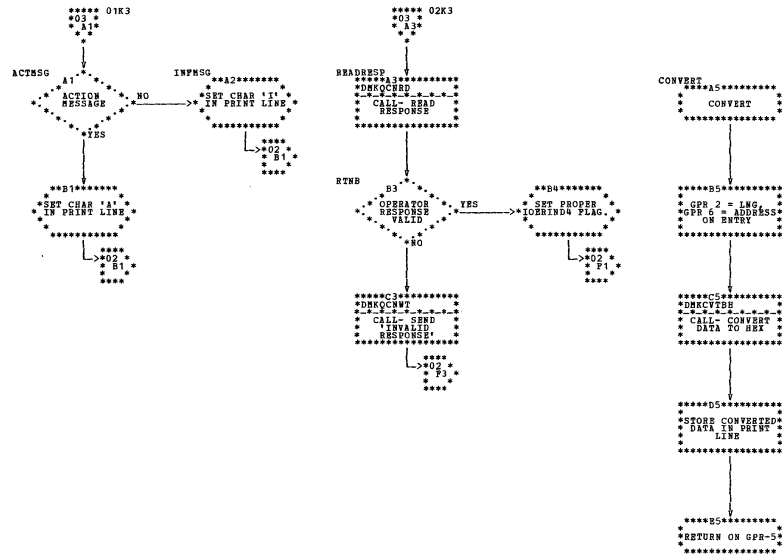 01K3
03
A1
ACTMSG
A1
ACTION
MESSAGE
NO
YES
INFMSG
A2
SET CHAR 'I'
IN PRINT LINE
02
B1
B1
SET CHAR 'A'
IN PRINT LINE
02
B1
02K3
03
A3
READRESP
A3
DMKQCNRD
CALL- READ
RESPONSE
RTNB
B3
OPERATOR
RESPONSE
VALID
YES
NO
B4
SET PROPER
IOERIND4 FLAG.
02
F1
C3
DMKQCNWT
CALL- SEND
'INVALID
RESPONSE'
02
F3
CONVERT
A5
CONVERT
B5
GPR 2 = LNG,
GPR 6 = ADDRESS
ON ENTRY
C5
DMKCVTBH
CALL- CONVERT
DATA TO HEX
D5
STORE CONVERTED
DATA IN PRINT
LINE
E5
RETURN ON GPR-5